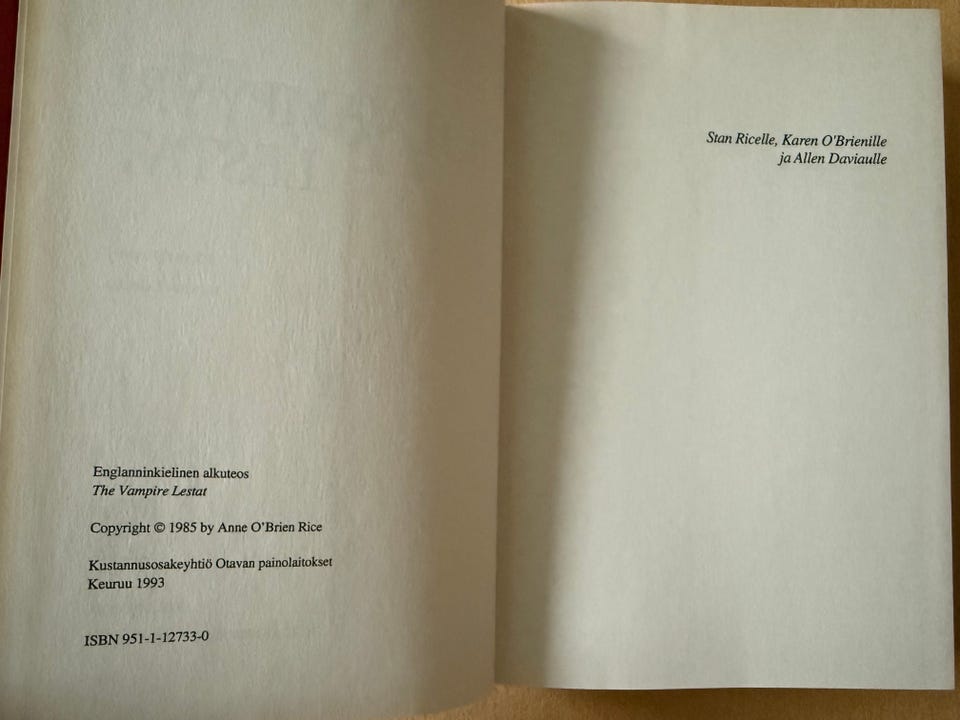 Englanninkielinen alkuteos
The Vampire Lestat
Copyright © 1985 by Anne O'Brien Rice
Kustannusosakeyhtiö Otavan painolaitokset
Keuruu 1993
ISBN 951-1-12733-0
Stan Ricelle, Karen O'Brienille
ja Allen Daviaulle